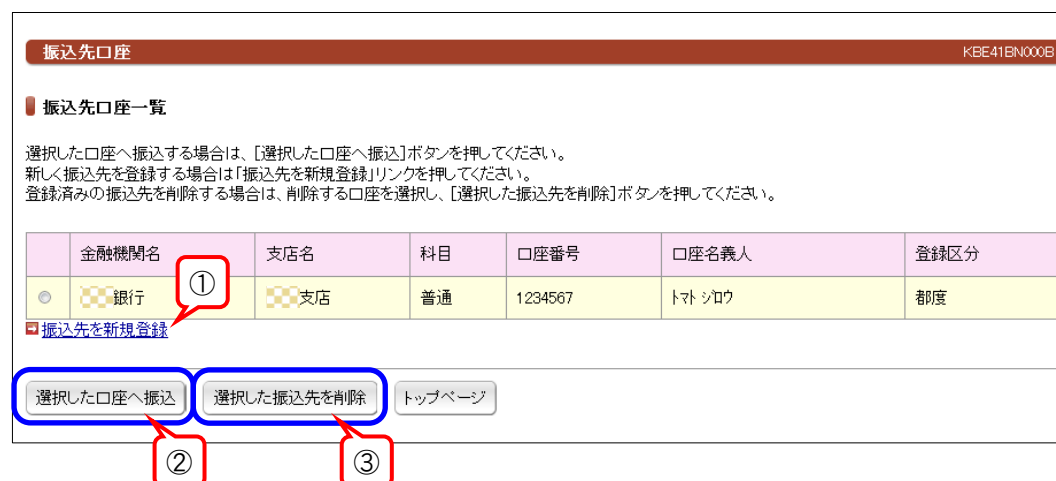 振込先口座 KBE41BN000B
振込先口座一覧
選択した口座へ振込する場合は、[選択した口座へ振込]ボタンを押してください。
新しく振込先を登録する場合は「振込先を新規登録」リンクを押してください。
登録済みの振込先を削除する場合は、削除する口座を選択し、[選択した振込先を削除]ボタンを押してください。
金融機関名 支店名 科目 口座番号 口座名義人 登録区分
①
銀行 支店 普通 1234567 ﾄﾏﾄ ｼﾞﾛｳ 都度
振込先を新規登録
選択した口座へ振込 選択した振込先を削除 トップページ
② ③